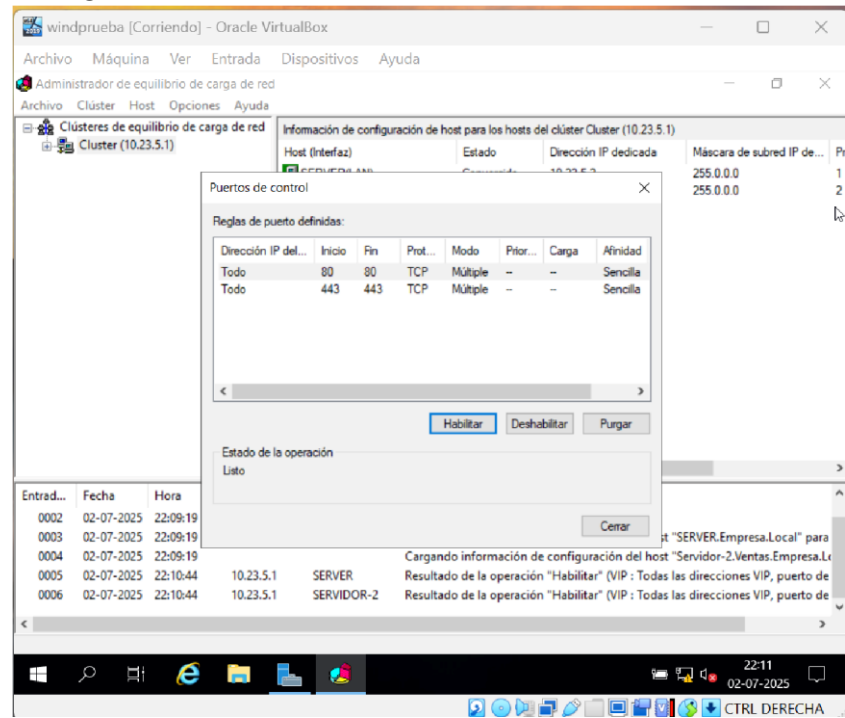 windprueba [Corriendo] - Oracle VirtualBox
Archivo Máquina Ver Entrada Dispositivos Ayuda
Administrador de equilibrio de carga de red
Archivo Clúster Host Opciones Ayuda
Clústeres de equilibrio de carga de red
Cluster (10.23.5.1)
Información de configuración de host para los hosts del clúster Cluster (10.23.5.1)
Host (Interfaz) Estado Dirección IP dedicada Máscara de subred IP de... Pr
255.0.0.0 1
255.0.0.0 2
Puertos de control
Reglas de puerto definidas:
Dirección IP del... Inicio Fin Prot... Modo Prior... Carga Afinidad
Todo 80 80 TCP Múltiple -- -- Sencilla
Todo 443 443 TCP Múltiple -- -- Sencilla
Habilitar Deshabilitar Purgar
Estado de la operación
Listo
Cerrar
Entrad... Fecha Hora
0002 02-07-2025 22:09:19
0003 02-07-2025 22:09:19 st "SERVER.Empresa.Local" para
0004 02-07-2025 22:09:19 Cargando información de configuración del host "Servidor-2.Ventas.Empresa.Lo
0005 02-07-2025 22:10:44 10.23.5.1 SERVER Resultado de la operación "Habilitar" (VIP : Todas las direcciones VIP, puerto de
0006 02-07-2025 22:10:44 10.23.5.1 SERVIDOR-2 Resultado de la operación "Habilitar" (VIP : Todas las direcciones VIP, puerto de
22:11
02-07-2025
CTRL DERECHA